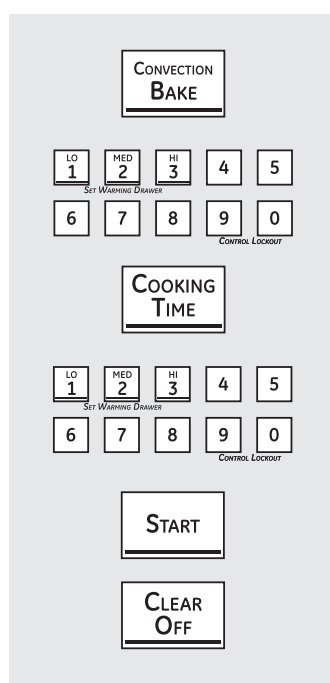 CONVECTION
BAKE
LO MED HI
1 2 3 4 5
SET WARMING DRAWER
6 7 8 9 0
CONTROL LOCKOUT
COOKING
TIME
LO MED HI
1 2 3 4 5
SET WARMING DRAWER
6 7 8 9 0
CONTROL LOCKOUT
START
CLEAR
OFF